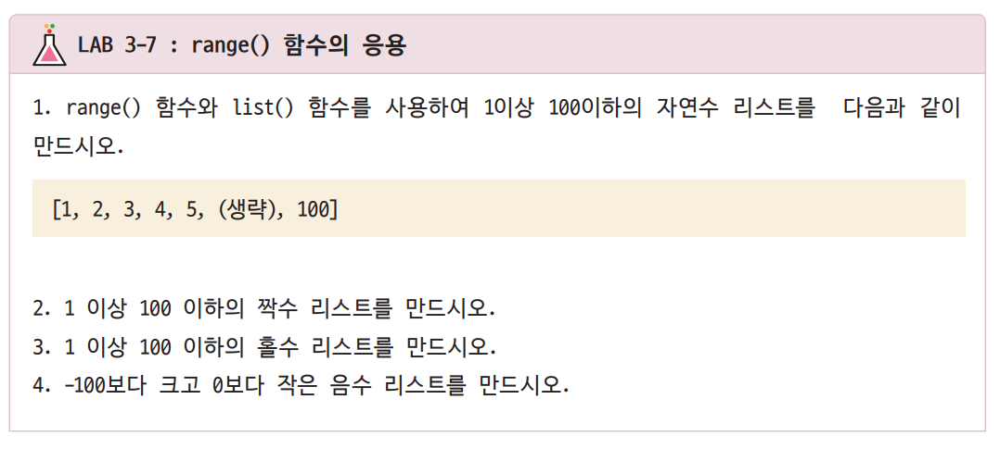 LAB 3-7 : range() 함수의 응용
1. range() 함수와 list() 함수를 사용하여 1이상 100이하의 자연수 리스트를 다음과 같이
만드시오.
[1, 2, 3, 4, 5, (생략), 100]
2. 1 이상 100 이하의 짝수 리스트를 만드시오.
3. 1 이상 100 이하의 홀수 리스트를 만드시오.
4. -100보다 크고 0보다 작은 음수 리스트를 만드시오.